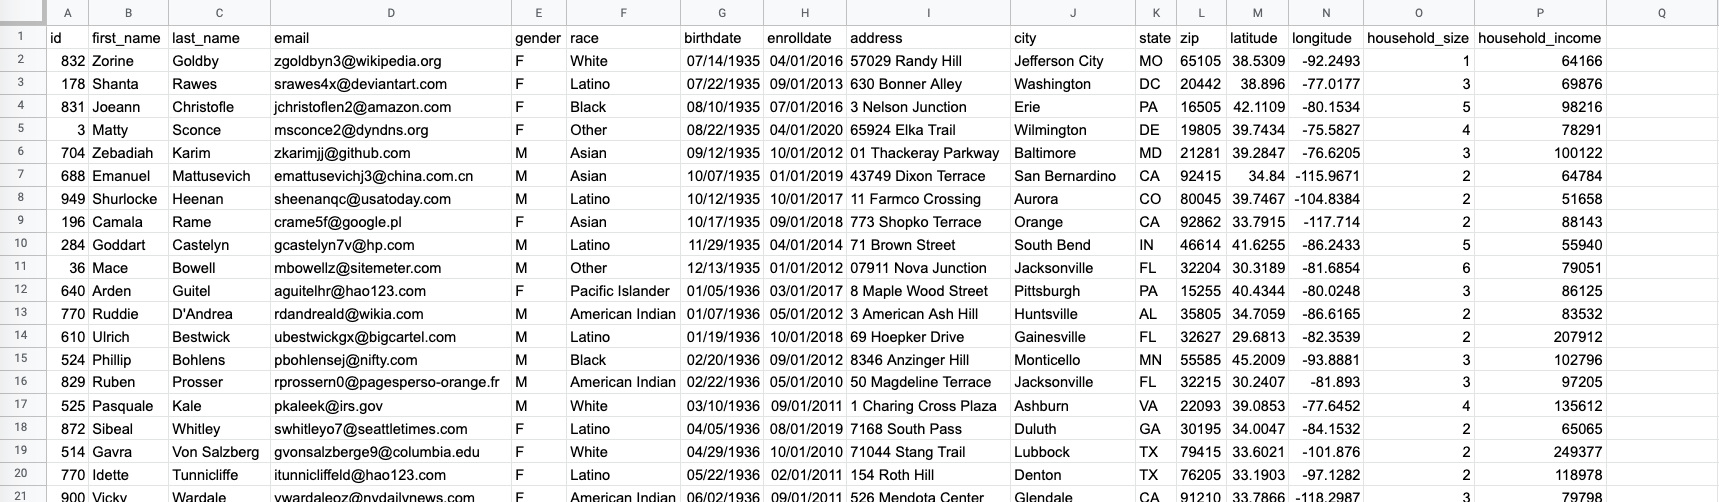 A B C D E F G H I J K L M N O P Q
1 id first_name last_name email gender race birthdate enrolldate address city state zip latitude longitude household_size household_income
2 832 Zorine Goldby zgoldbyn3@wikipedia.org F White 07/14/1935 04/01/2016 57029 Randy Hill Jefferson City MO 65105 38.5309 -92.2493 1 64166
3 178 Shanta Rawes srawes4x@deviantart.com F Latino 07/22/1935 09/01/2013 630 Bonner Alley Washington DC 20442 38.896 -77.0177 3 69876
4 831 Joeann Christofle jchristoflen2@amazon.com F Black 08/10/1935 07/01/2016 3 Nelson Junction Erie PA 16505 42.1109 -80.1534 5 98216
5 3 Matty Sconce msconce2@dyndns.org F Other 08/22/1935 04/01/2020 65924 Elka Trail Wilmington DE 19805 39.7434 -75.5827 4 78291
6 704 Zebadiah Karim zkarimjj@github.com M Asian 09/12/1935 10/01/2012 01 Thackeray Parkway Baltimore MD 21281 39.2847 -76.6205 3 100122
7 688 Emanuel Mattusevich emattusevichj3@china.com.cn M Asian 10/07/1935 01/01/2019 43749 Dixon Terrace San Bernardino CA 92415 34.84 -115.9671 2 64784
8 949 Shurlocke Heenan sheenanqc@usatoday.com M Latino 10/12/1935 10/01/2017 11 Farmco Crossing Aurora CO 80045 39.7467 -104.8384 2 51658
9 196 Camala Rame crame5f@google.pl F Asian 10/17/1935 09/01/2018 773 Shopko Terrace Orange CA 92862 33.7915 -117.714 2 88143
10 284 Goddart Castelyn gcastelyn7v@hp.com M Latino 11/29/1935 04/01/2014 71 Brown Street South Bend IN 46614 41.6255 -86.2433 5 55940
11 36 Mace Bowell mbowellz@sitemeter.com M Other 12/13/1935 01/01/2012 07911 Nova Junction Jacksonville FL 32204 30.3189 -81.6854 6 79051
12 640 Arden Guitel aguitelhr@hao123.com F Pacific Islander 01/05/1936 03/01/2017 8 Maple Wood Street Pittsburgh PA 15255 40.4344 -80.0248 3 86125
13 770 Ruddie D'Andrea rdandreald@wikia.com M American Indian 01/07/1936 05/01/2012 3 American Ash Hill Huntsville AL 35805 34.7059 -86.6165 2 83532
14 610 Ulrich Bestwick ubestwickgx@bigcartel.com M Latino 01/19/1936 10/01/2018 69 Hoepker Drive Gainesville FL 32627 29.6813 -82.3539 2 207912
15 524 Phillip Bohlens pbohlensej@nifty.com M Black 02/20/1936 09/01/2012 8346 Anzinger Hill Monticello MN 55585 45.2009 -93.8881 3 102796
16 829 Ruben Prosser rprossern0@pagesperso-orange.fr M American Indian 02/22/1936 05/01/2010 50 Magdeline Terrace Jacksonville FL 32215 30.2407 -81.893 3 97205
17 525 Pasquale Kale pkaleek@irs.gov M White 03/10/1936 09/01/2011 1 Charing Cross Plaza Ashburn VA 22093 39.0853 -77.6452 4 135612
18 872 Sibeal Whitley swhitleyo7@seattletimes.com F Latino 04/05/1936 08/01/2019 7168 South Pass Duluth GA 30195 34.0047 -84.1532 2 65065
19 514 Gavra Von Salzberg gvonsalzberge9@columbia.edu F White 04/29/1936 10/01/2010 71044 Stang Trail Lubbock TX 79415 33.6021 -101.876 2 249377
20 770 Idette Tunnicliffe itunnicliffeld@hao123.com F Latino 05/22/1936 02/01/2011 154 Roth Hill Denton TX 76205 33.1903 -97.1282 2 118978
21 900 Vicky Wardale vwardaleoz@nydailynews.com F American Indian 06/02/1936 09/01/2011 526 Mendota Center Glendale CA 91210 33.7866 -118.2987 3 79798